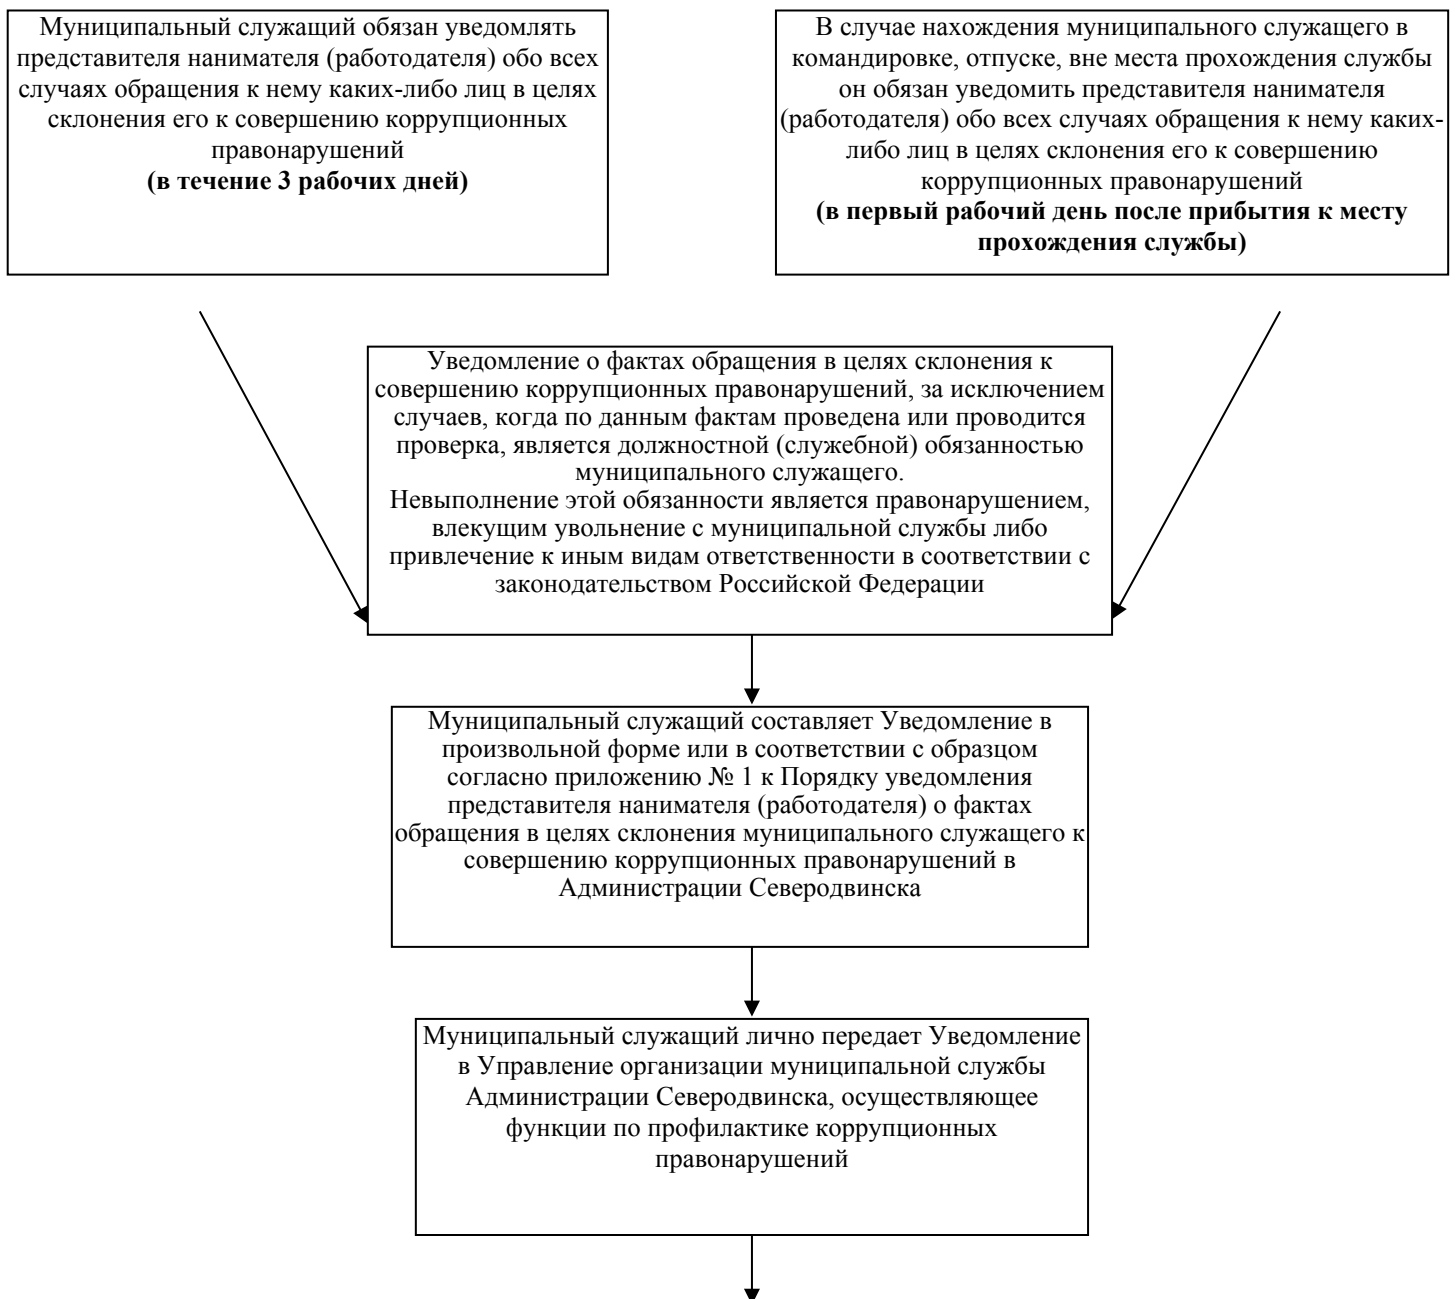 Муниципальный служащий обязан уведомлять
представителя нанимателя (работодателя) обо всех
случаях обращения к нему каких-либо лиц в целях
склонения его к совершению коррупционных
правонарушений
(в течение 3 рабочих дней)
В случае нахождения муниципального служащего в
командировке, отпуске, вне места прохождения службы
он обязан уведомить представителя нанимателя
(работодателя) обо всех случаях обращения к нему каких-
либо лиц в целях склонения его к совершению
коррупционных правонарушений
(в первый рабочий день после прибытия к месту
прохождения службы)
Уведомление о фактах обращения в целях склонения к
совершению коррупционных правонарушений, за исключением
случаев, когда по данным фактам проведена или проводится
проверка, является должностной (служебной) обязанностью
муниципального служащего.
Невыполнение этой обязанности является правонарушением,
влекущим увольнение с муниципальной службы либо
привлечение к иным видам ответственности в соответствии с
законодательством Российской Федерации
Муниципальный служащий составляет Уведомление в
произвольной форме или в соответствии с образцом
согласно приложению № 1 к Порядку уведомления
представителя нанимателя (работодателя) о фактах
обращения в целях склонения муниципального служащего к
совершению коррупционных правонарушений в
Администрации Северодвинска
Муниципальный служащий лично передает Уведомление
в Управление организации муниципальной службы
Администрации Северодвинска, осуществляющее
функции по профилактике коррупционных
правонарушений